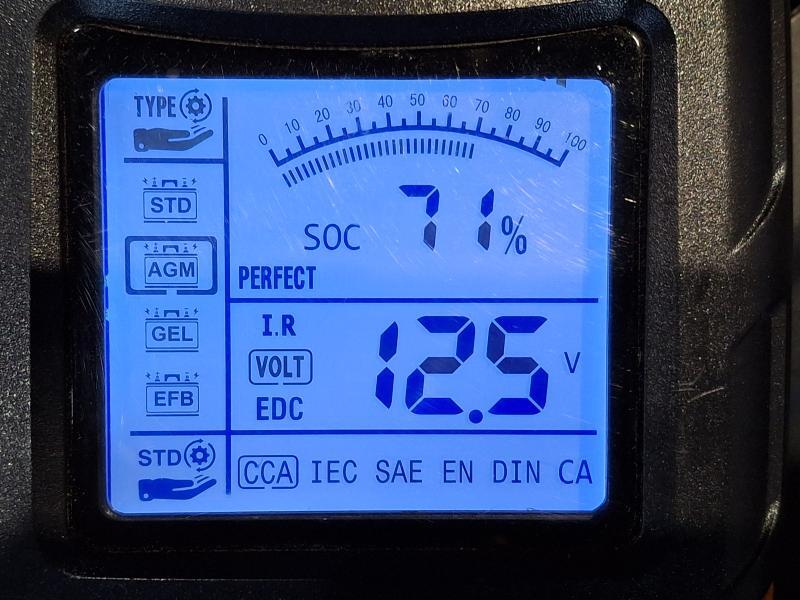 TYPE
0 10 20 30 40 50 60 70 80 90 100
STD
SOC 71%
AGM
PERFECT
GEL
I.R
VOLT
12.5 V
EFB
EDC
STD
CCA IEC SAE EN DIN CA